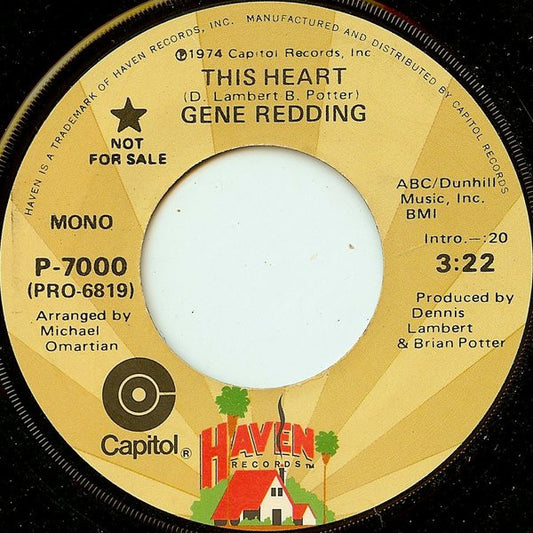 HAVEN IS A TRADEMARK OF HAVEN RECORDS, INC. MANUFACTURED AND DISTRIBUTED BY CAPITOL RECORDS, INC.
℗1974 Capitol Records, Inc
THIS HEART
(D. Lambert B. Potter)
GENE REDDING
★
NOT
FOR SALE
MONO
P-7000
(PRO-6819)
Arranged by
Michael
Omartian
ABC/Dunhill
Music, Inc.
BMI
Intro.—:20
3:22
Produced by
Dennis
Lambert
& Brian Potter
Capitol®
HAVEN
RECORDS™